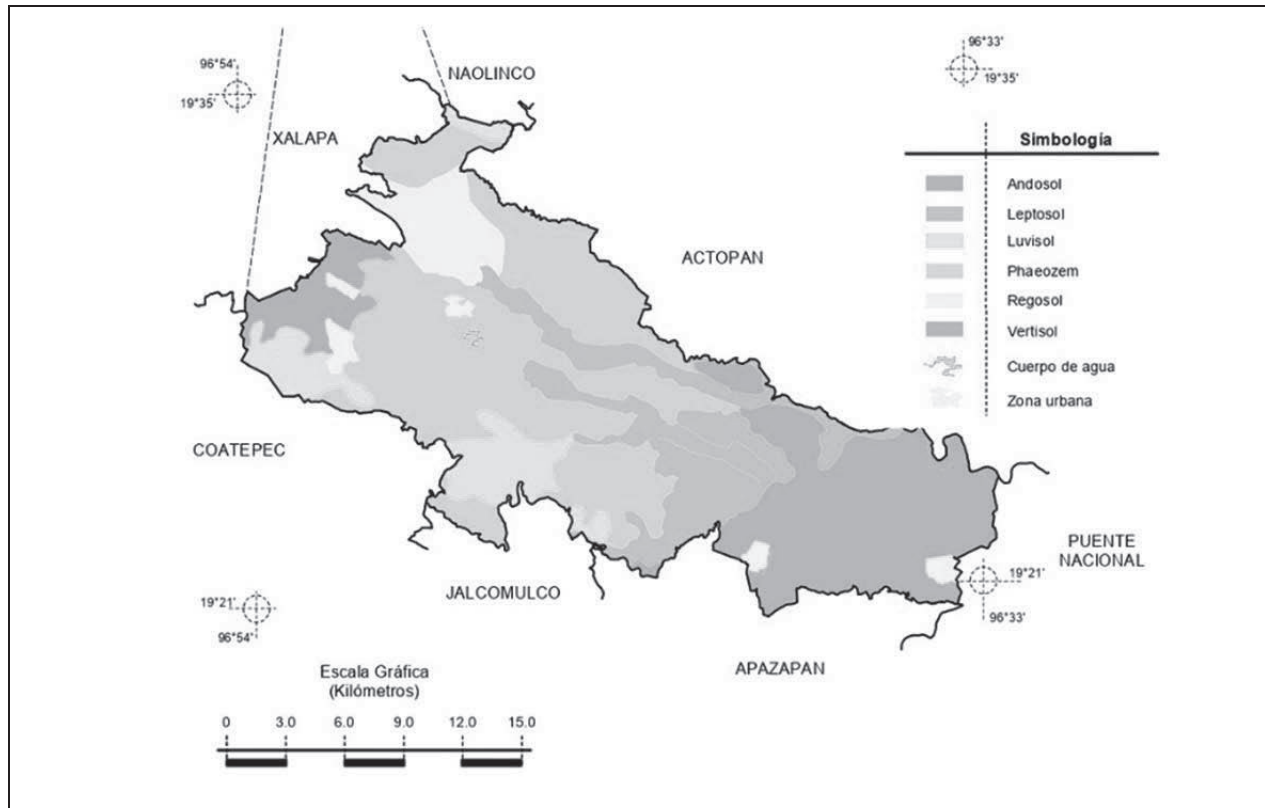 96°54'
19°35'
NAOLINCO
XALAPA
96°33'
19°35'
Simbología
Andosol
Leptosol
Luvisol
Phaeozem
Regosol
Vertisol
Cuerpo de agua
Zona urbana
ACTOPAN
COATEPEC
PUENTE
NACIONAL
19°21'
96°33'
JALCOMULCO
19°21'
96°54'
APAZAPAN
Escala Gráfica
(Kilómetros)
0 3.0 6.0 9.0 12.0 15.0